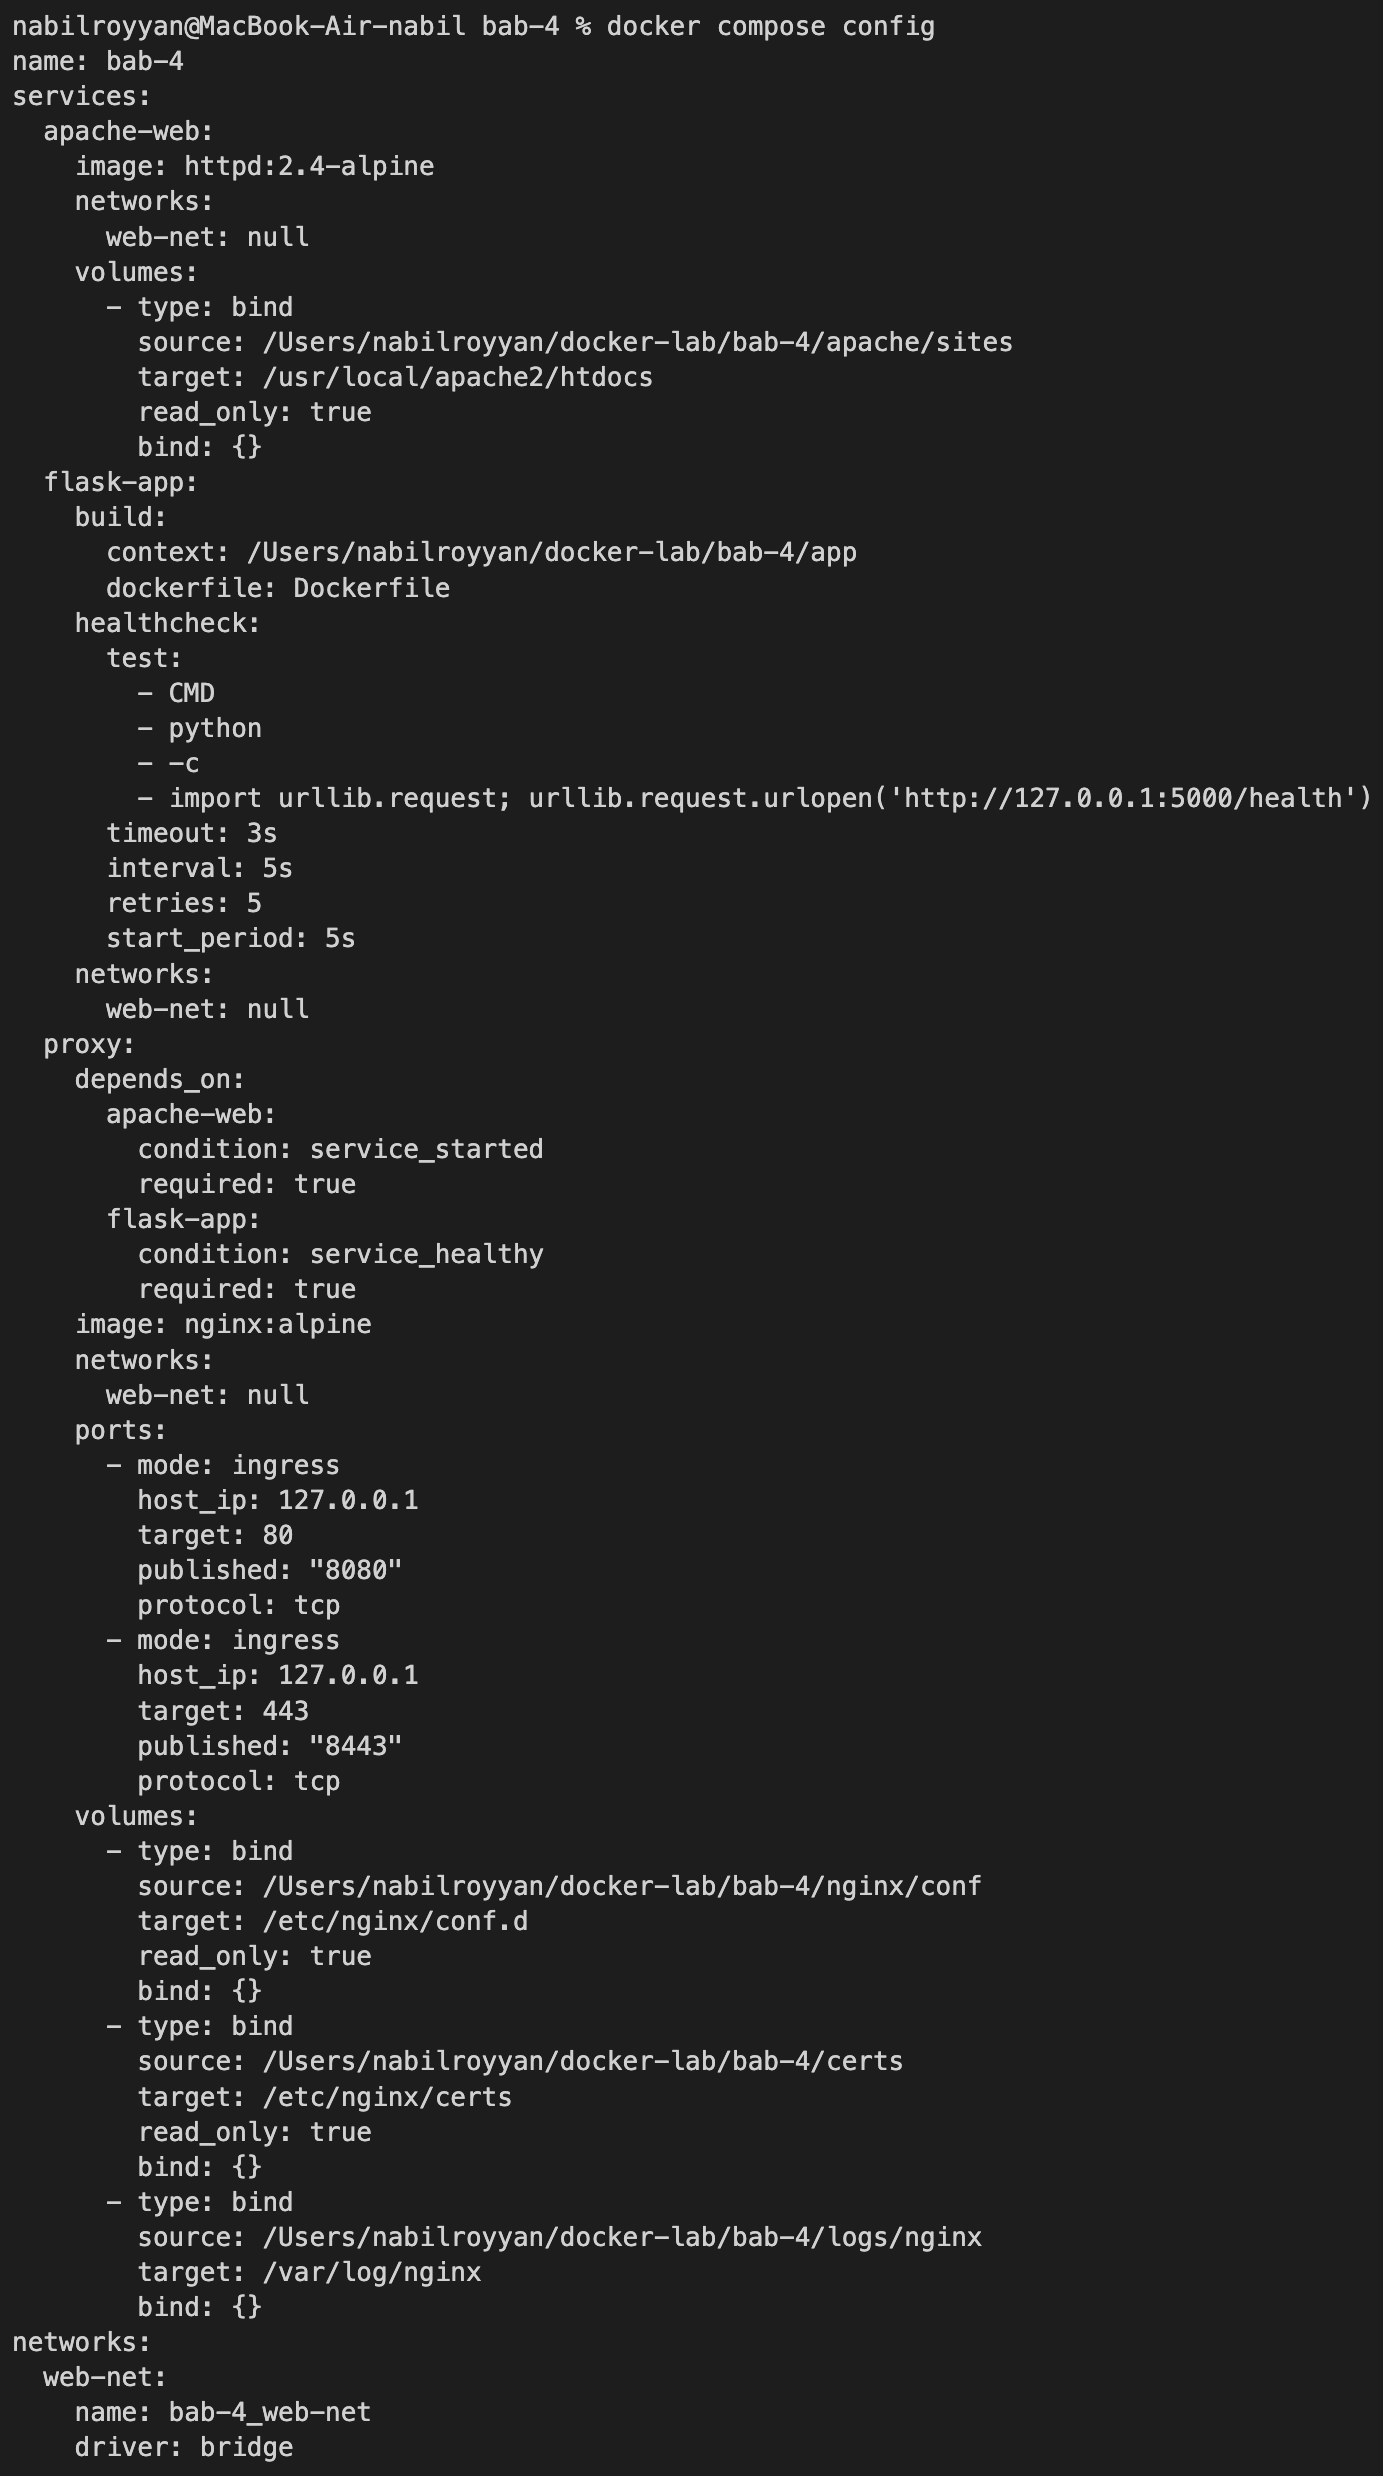 nabilroyyan@MacBook-Air-nabil bab-4 % docker compose config
name: bab-4
services:
  apache-web:
    image: httpd:2.4-alpine
    networks:
      web-net: null
    volumes:
      - type: bind
        source: /Users/nabilroyyan/docker-lab/bab-4/apache/sites
        target: /usr/local/apache2/htdocs
        read_only: true
        bind: {}
  flask-app:
    build:
      context: /Users/nabilroyyan/docker-lab/bab-4/app
      dockerfile: Dockerfile
    healthcheck:
      test:
        - CMD
        - python
        - -c
        - import urllib.request; urllib.request.urlopen('http://127.0.0.1:5000/health')
      timeout: 3s
      interval: 5s
      retries: 5
      start_period: 5s
    networks:
      web-net: null
  proxy:
    depends_on:
      apache-web:
        condition: service_started
        required: true
      flask-app:
        condition: service_healthy
        required: true
    image: nginx:alpine
    networks:
      web-net: null
    ports:
      - mode: ingress
        host_ip: 127.0.0.1
        target: 80
        published: "8080"
        protocol: tcp
      - mode: ingress
        host_ip: 127.0.0.1
        target: 443
        published: "8443"
        protocol: tcp
    volumes:
      - type: bind
        source: /Users/nabilroyyan/docker-lab/bab-4/nginx/conf
        target: /etc/nginx/conf.d
        read_only: true
        bind: {}
      - type: bind
        source: /Users/nabilroyyan/docker-lab/bab-4/certs
        target: /etc/nginx/certs
        read_only: true
        bind: {}
      - type: bind
        source: /Users/nabilroyyan/docker-lab/bab-4/logs/nginx
        target: /var/log/nginx
        bind: {}
networks:
  web-net:
    name: bab-4_web-net
    driver: bridge